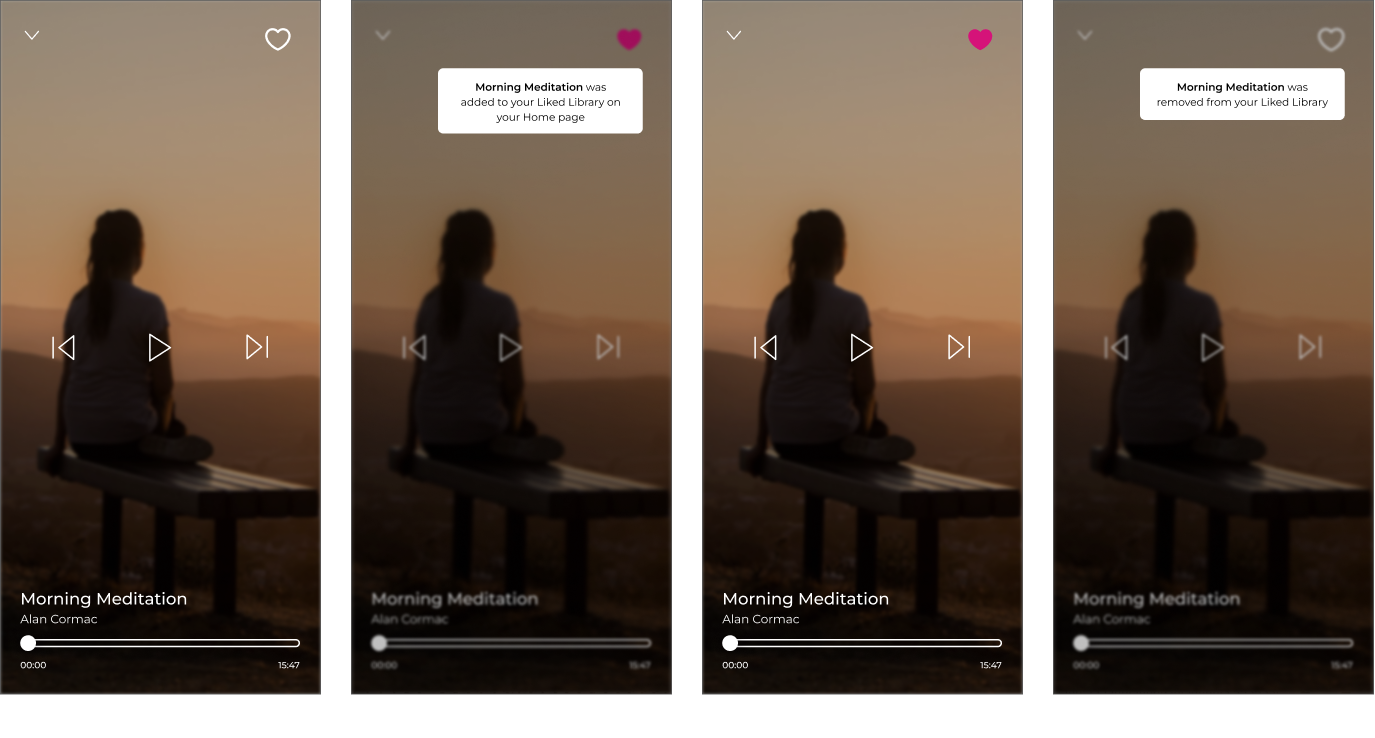 Morning Meditation
Alan Cormac
00:00 15:47
Morning Meditation was
added to your Liked Library on
your Home page
Morning Meditation
Alan Cormac
00:00 15:47
Morning Meditation
Alan Cormac
00:00 15:47
Morning Meditation was
removed from your Liked Library
Morning Meditation
Alan Cormac
00:00 15:47